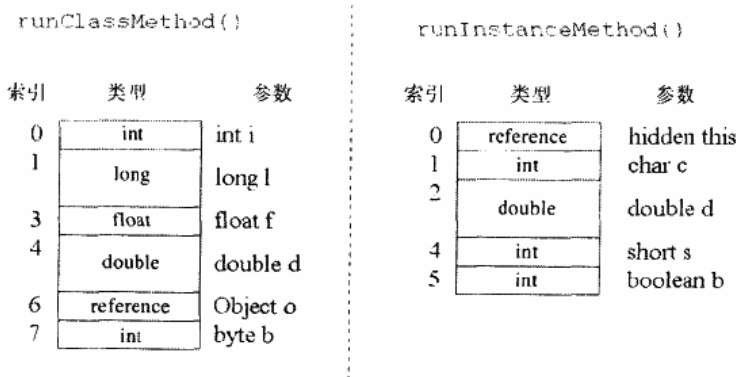 runClassMethod()
索引 类型 参数
0 int int i
1 long long l
3 float float f
4 double double d
6 reference Object o
7 int byte b
runInstanceMethod()
索引 类型 参数
0 reference hidden this
1 int char c
2 double double d
4 int short s
5 int boolean b